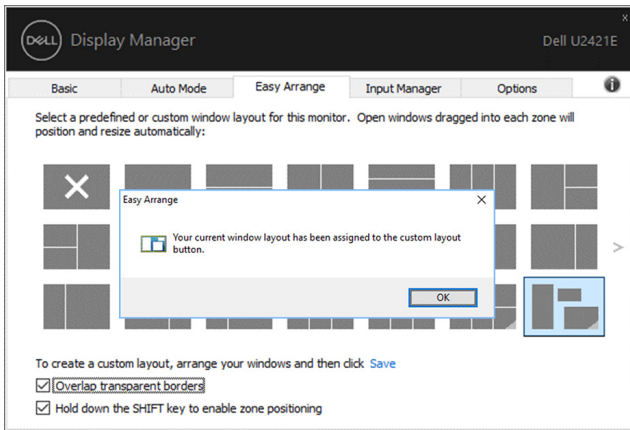 x
DELL Display Manager
Dell U2421E
Basic Auto Mode Easy Arrange Input Manager Options i
Select a predefined or custom window layout for this monitor. Open windows dragged into each zone will
position and resize automatically:
Easy Arrange
Your current window layout has been assigned to the custom layout
button.
OK
>
To create a custom layout, arrange your windows and then click Save
Overlap transparent borders
Hold down the SHIFT key to enable zone positioning